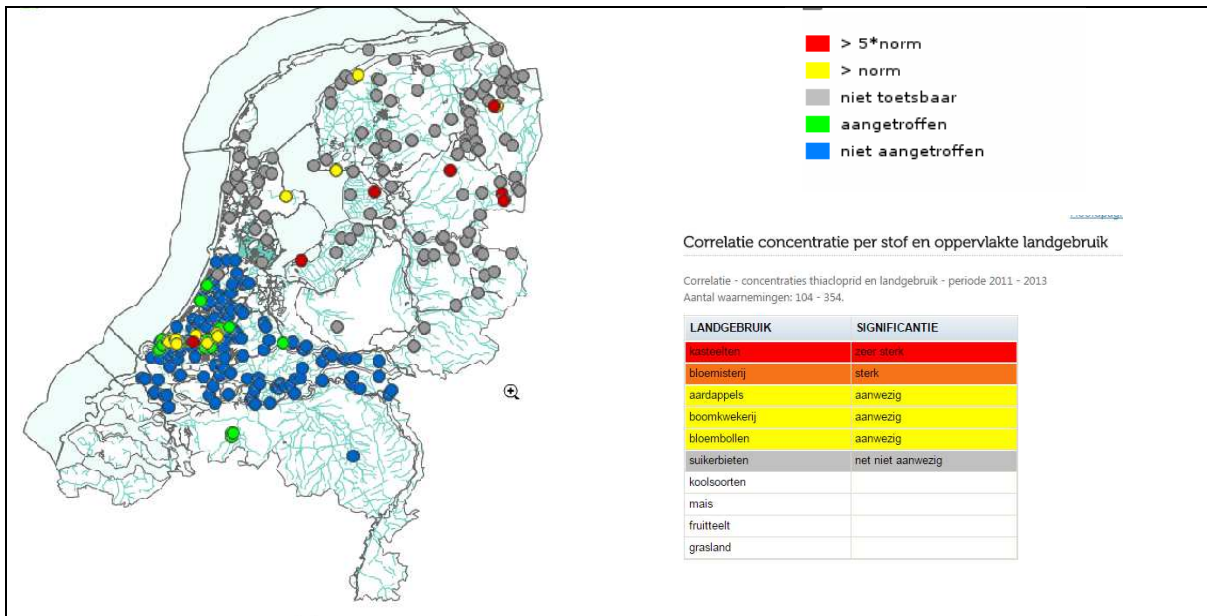 > 5*norm
> norm
niet toetsbaar
aangetroffen
niet aangetroffen
Correlatie concentratie per stof en oppervlakte landgebruik
Correlatie - concentraties thiacloprid en landgebruik - periode 2011 - 2013
Aantal waarnemingen: 104 - 354.
LANDGEBRUIK SIGNIFICANTIE
kasteelten zeer sterk
bloemisterij sterk
aardappels aanwezig
boomkwekerij aanwezig
bloembollen aanwezig
suikerbieten net niet aanwezig
koolsoorten
mais
fruitteelt
grasland